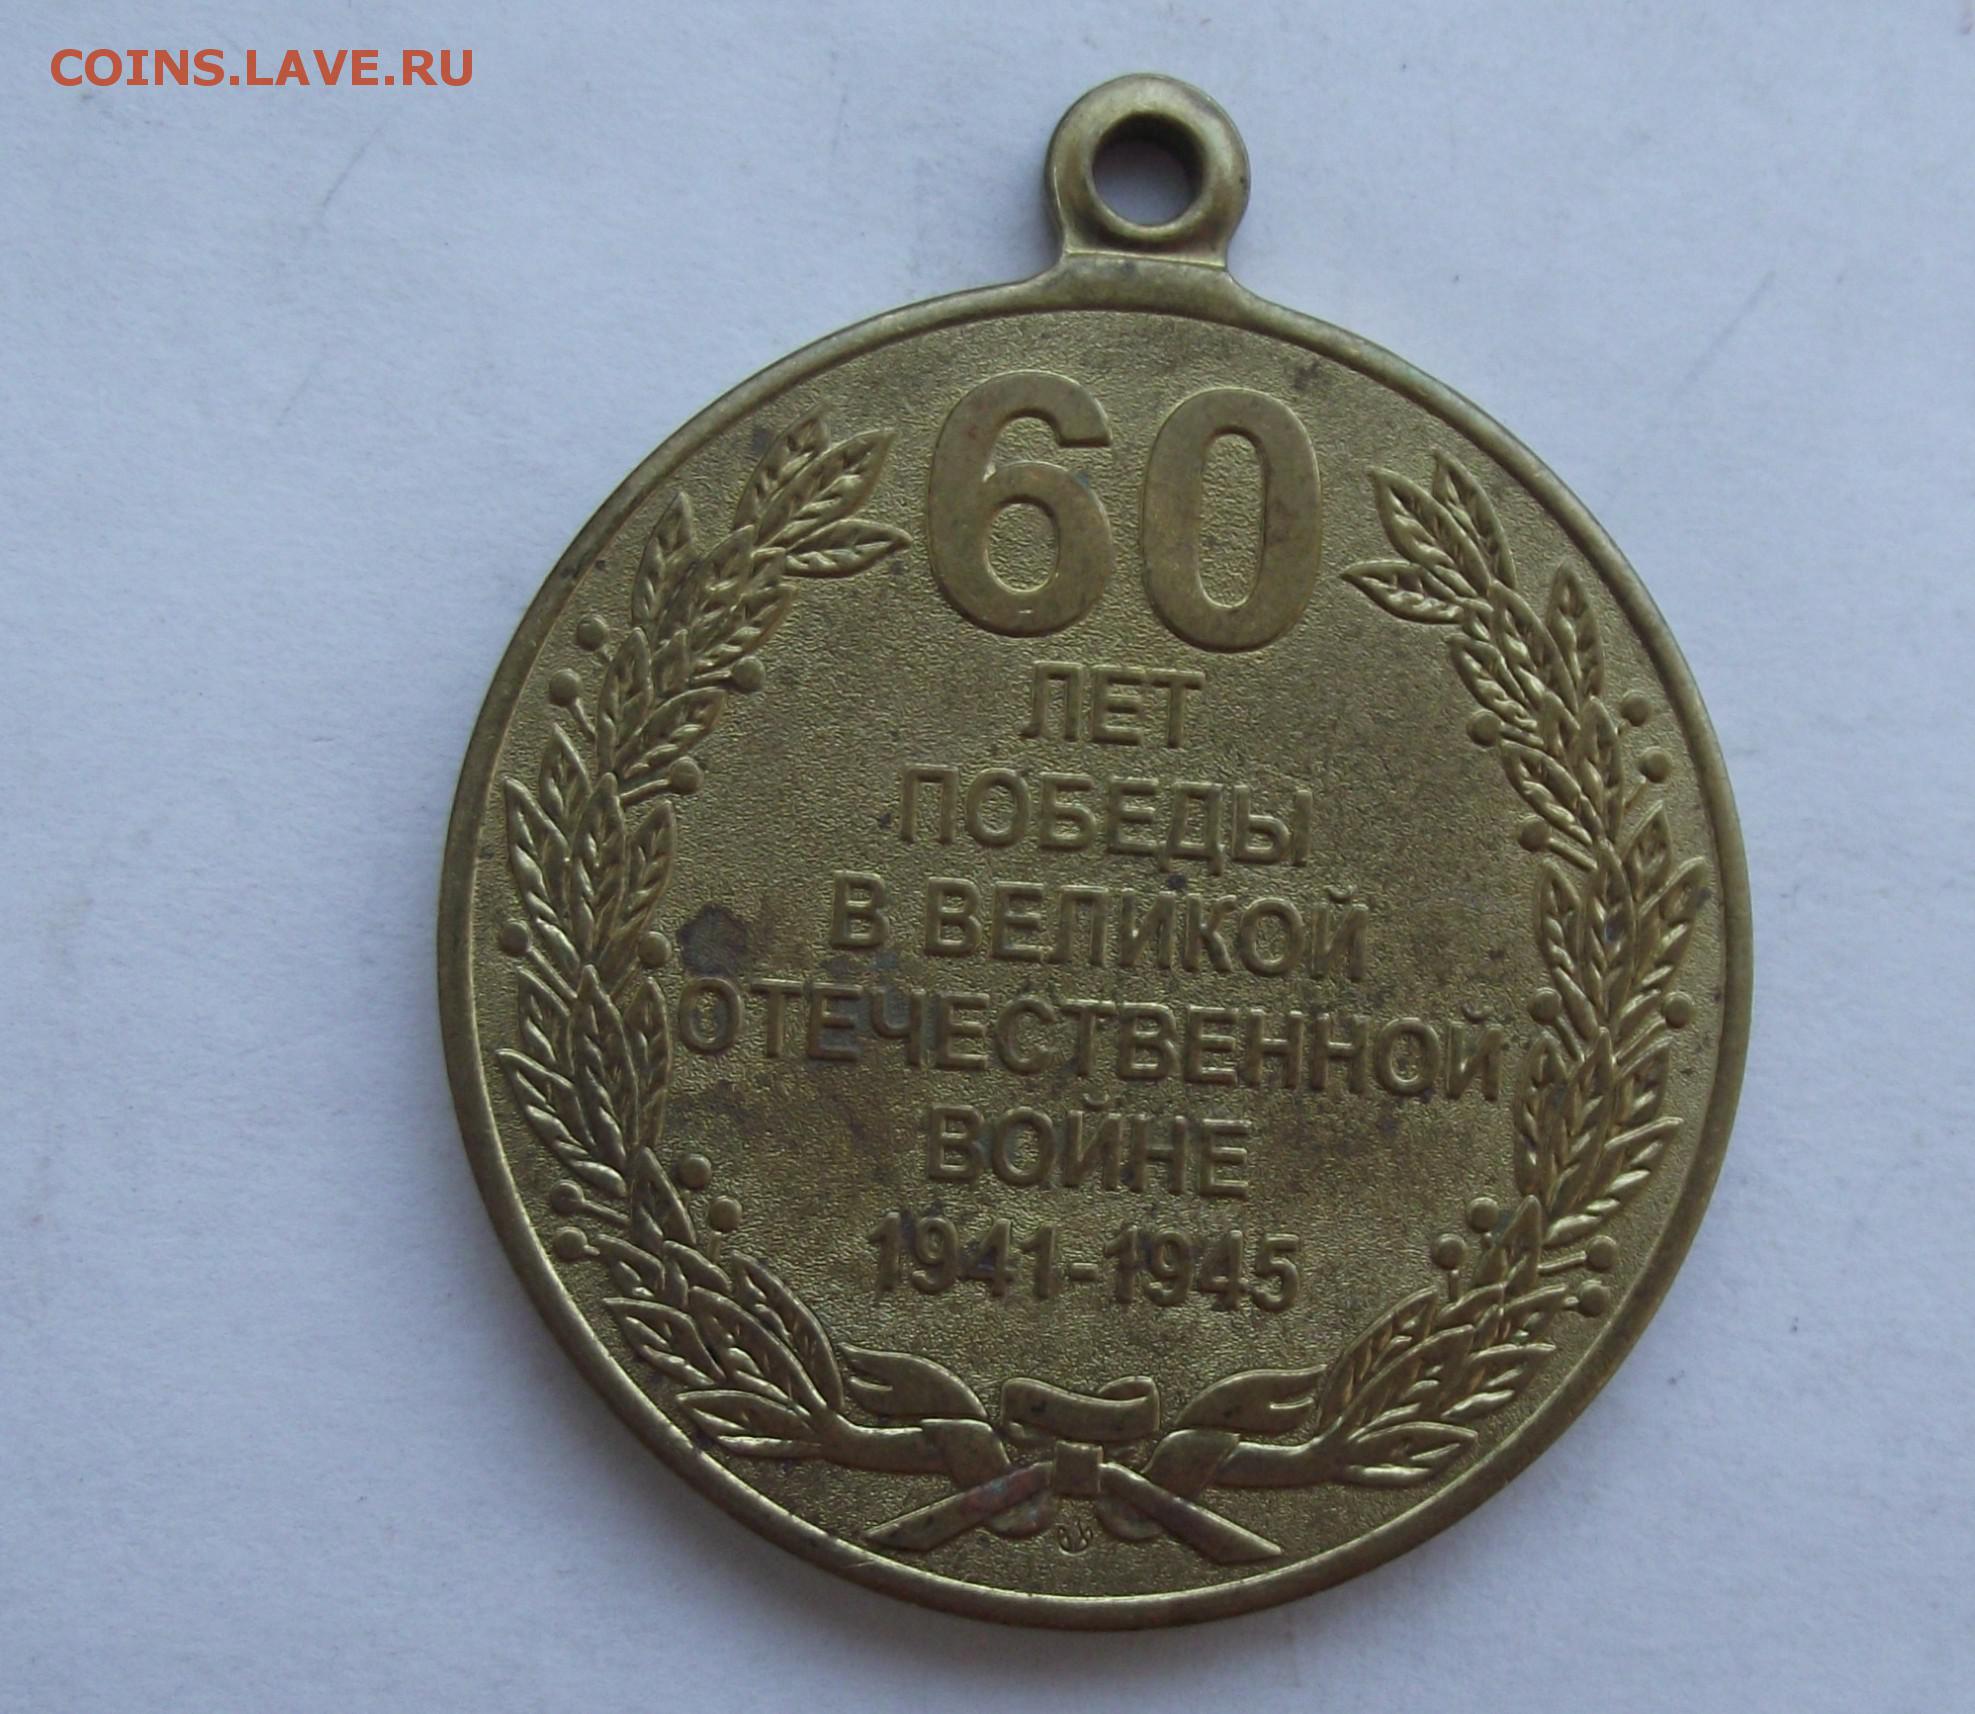 COINS.LAVE.RU
60
ЛЕТ
ПОБЕДЫ
В ВЕЛИКОЙ
ОТЕЧЕСТВЕННОЙ
ВОЙНЕ
1941-1945